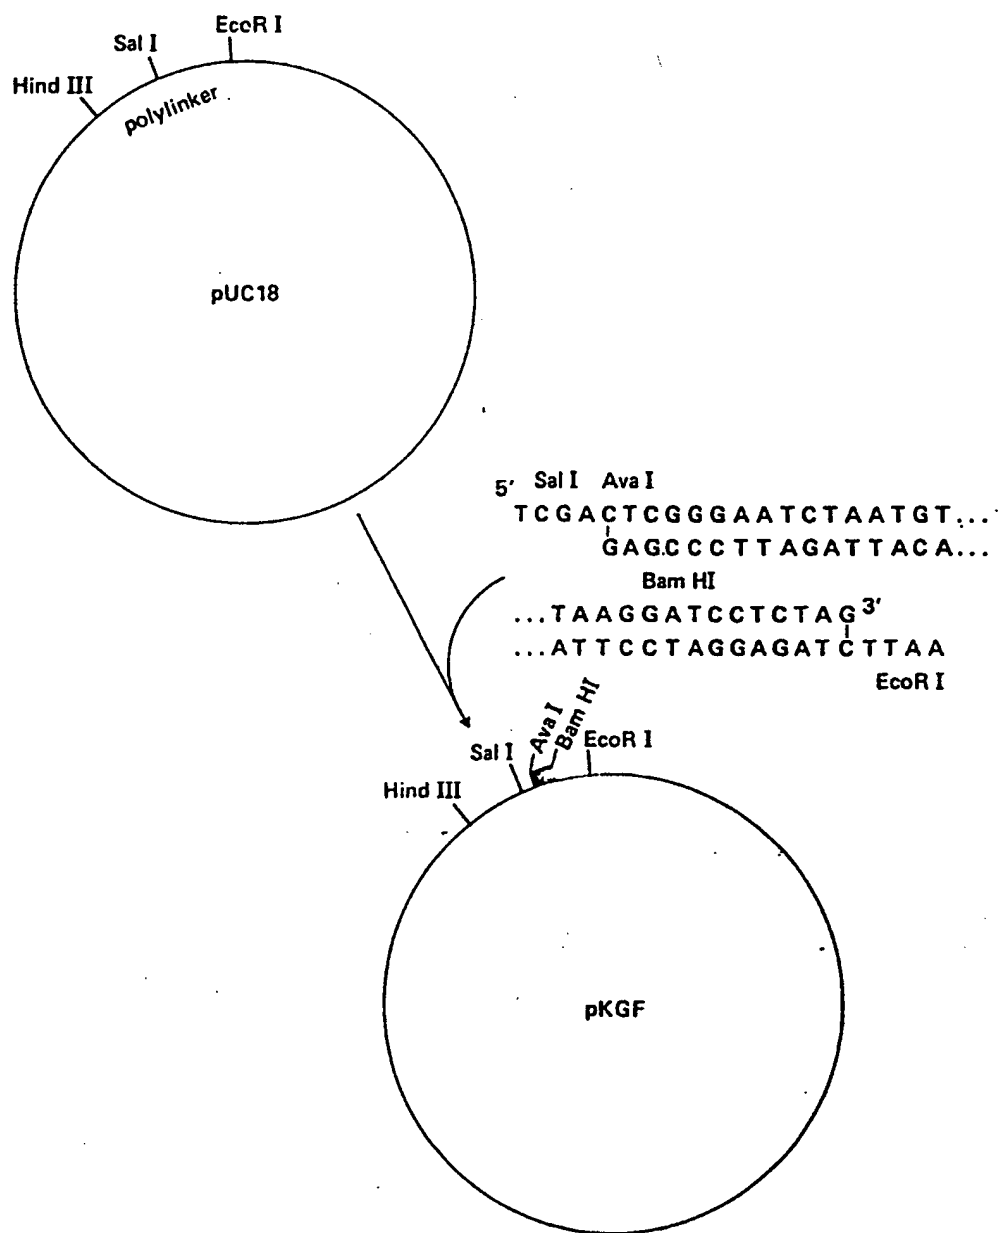 EcoR I
Sal I
Hind III
polylinker
pUC18
5' Sal I Ava I
TCGACTCGGGAATCTAATGT...
GAGCCCTTAGATTACA...
Bam HI
...TAAGGATCCTCTAG 3'
...ATTCCTAGGAGATCTTAA
EcoR I
Ava I
Bam HI
EcoR I
Sal I
Hind III
pKGF